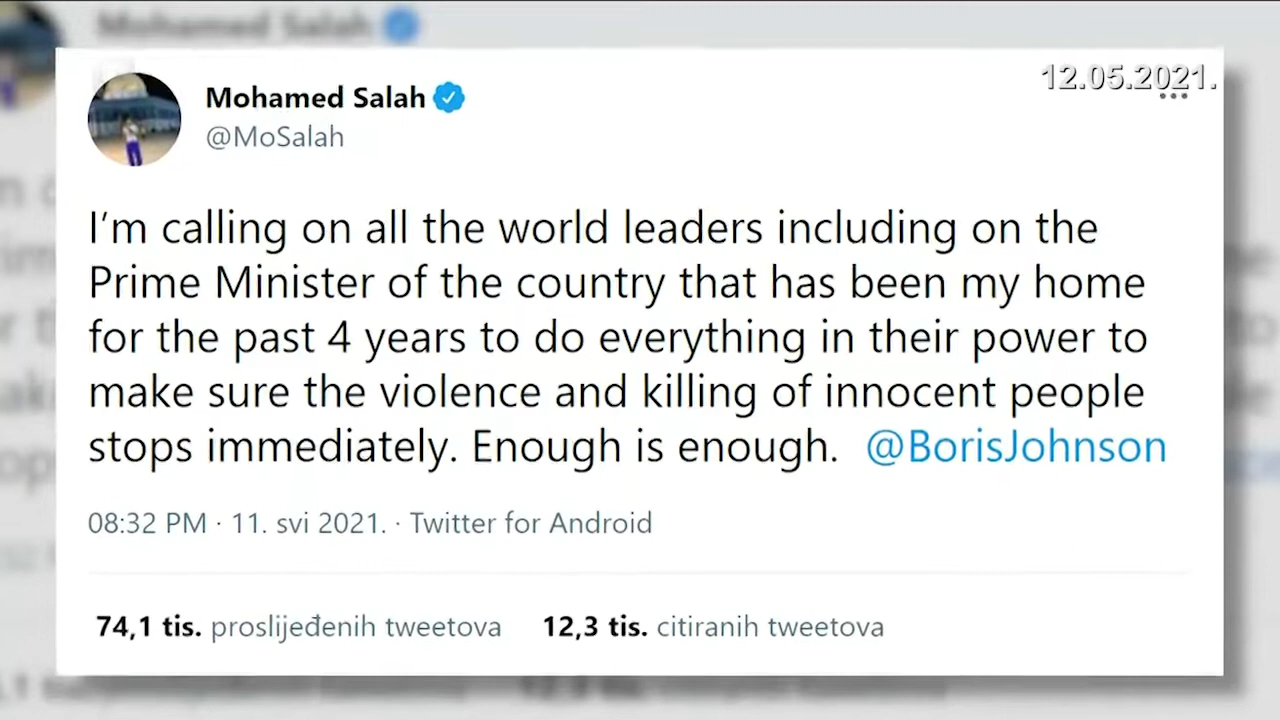 Mohamed Salah
12.05.2021.
Mohamed Salah
@MoSalah
I'm calling on all the world leaders including on the
Prime Minister of the country that has been my home
for the past 4 years to do everything in their power to
make sure the violence and killing of innocent people
stops immediately. Enough is enough. @BorisJohnson
08:32 PM · 11. svi 2021. · Twitter for Android
74,1 tis. proslijeđenih tweetova 12,3 tis. citiranih tweetova